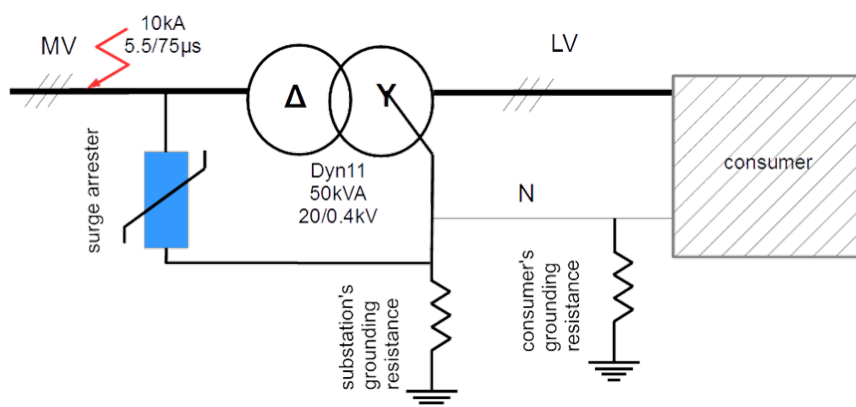 10kA
5.5/75µs
MV
LV
Δ
Y
consumer
surge arrester
Dyn11
50kVA
20/0.4kV
N
substation's
grounding
resistance
consumer's
grounding
resistance